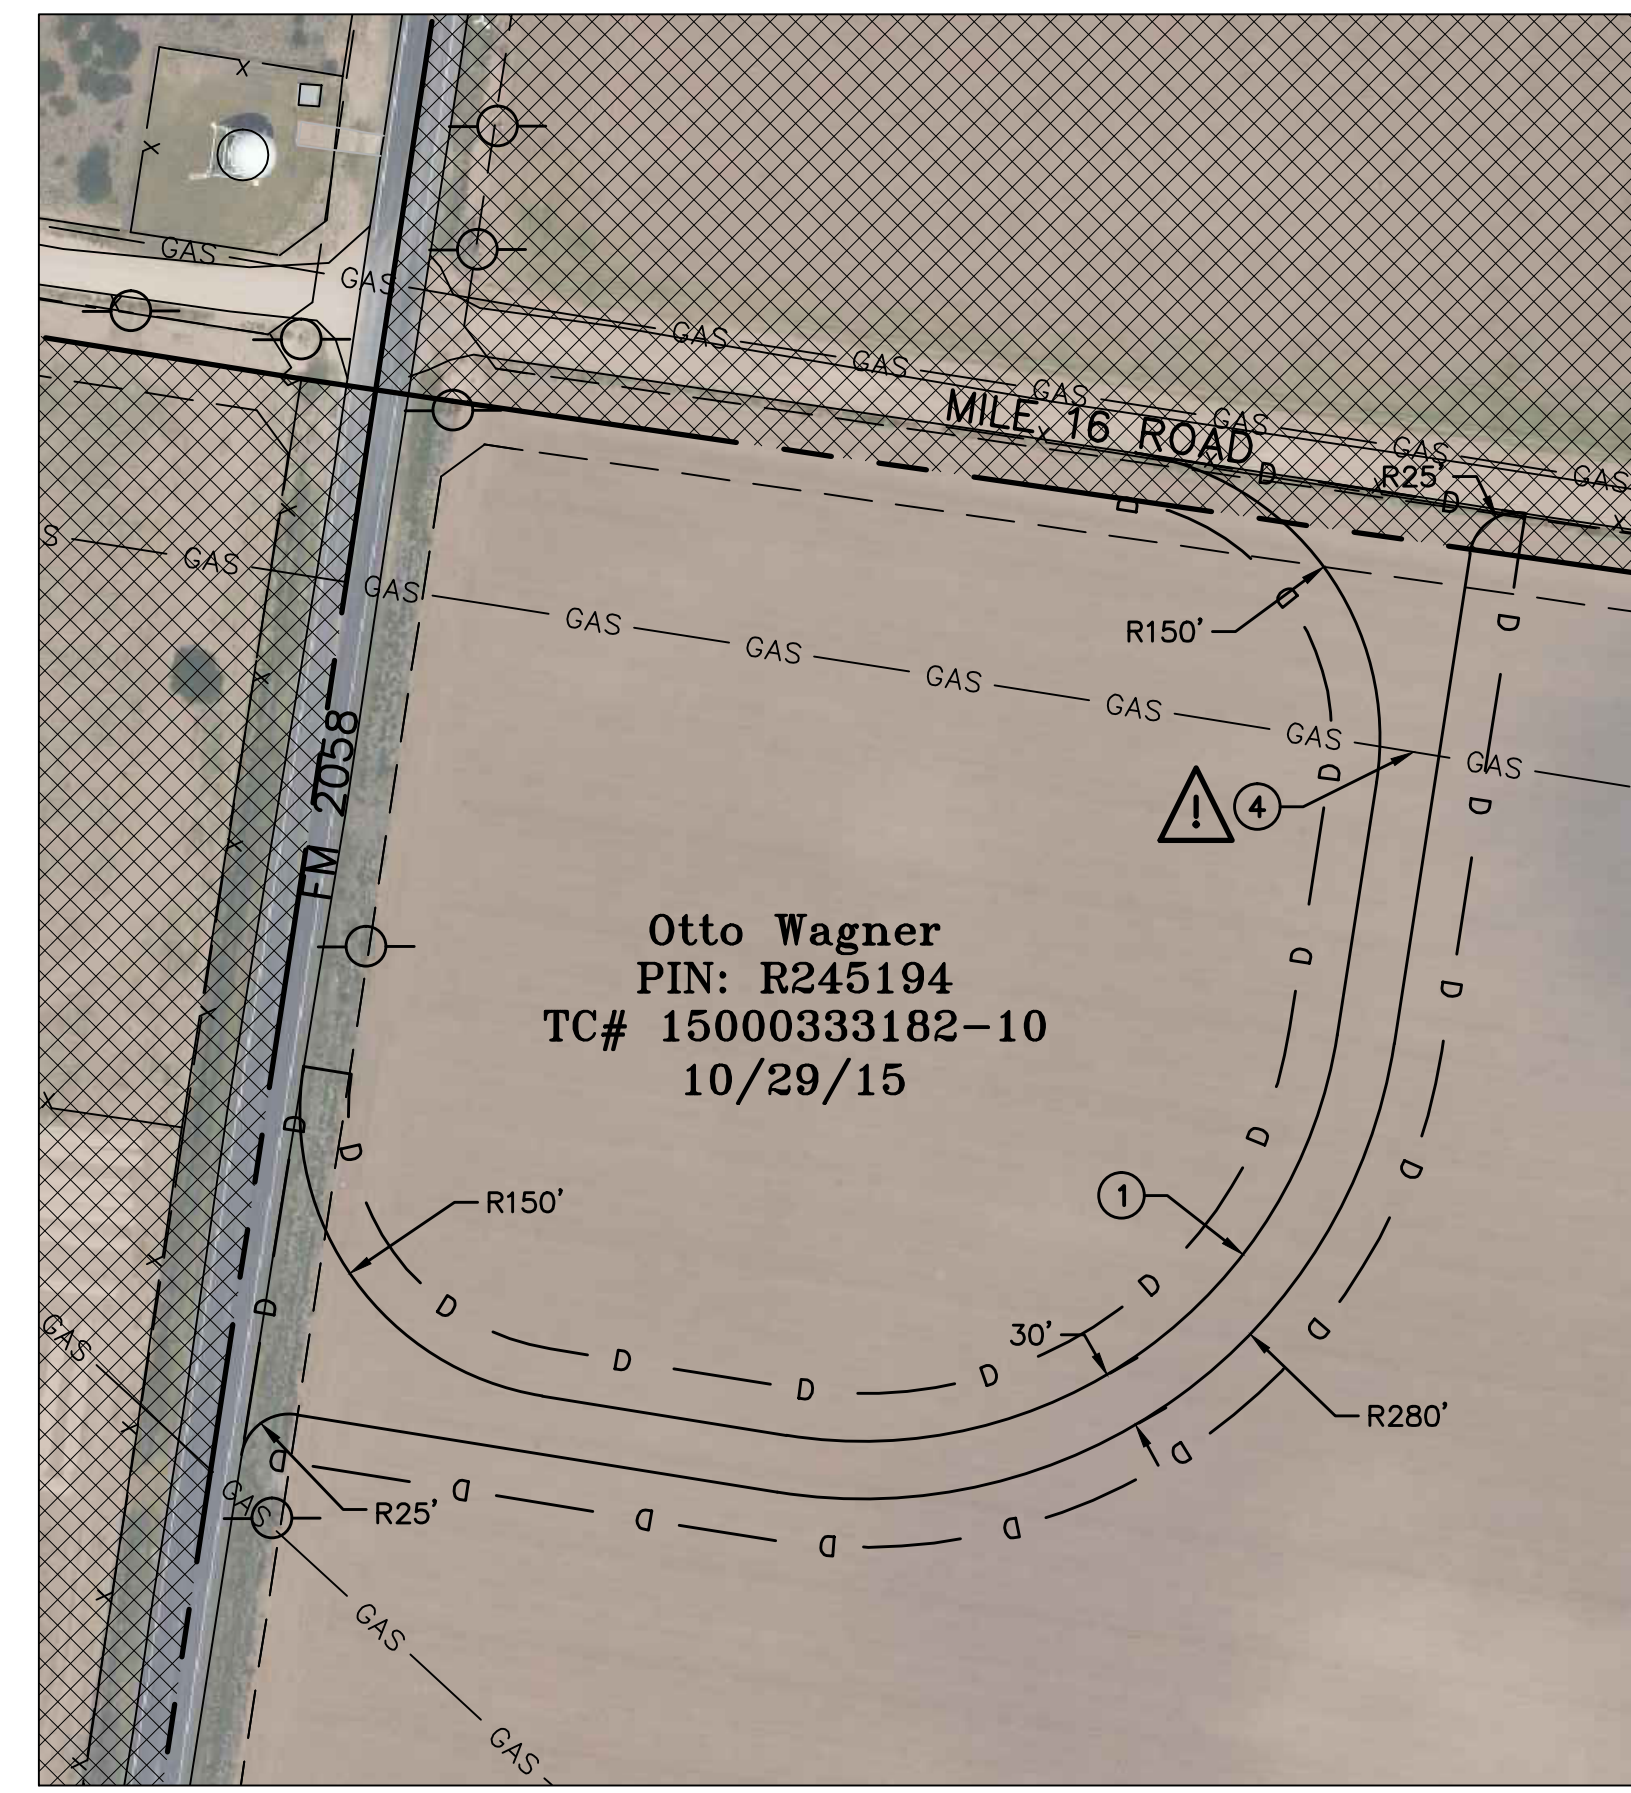 X
X
GAS
GAS
GAS
GAS
GAS
GAS
GAS
GAS
MILE 16 ROAD
X
D
R25'
X
D
X
D
X
S
GAS
GAS
GAS
GAS
GAS
GAS
GAS
GAS
D
R150'
D
X
FM 2058
!
4
D
D
X
Otto Wagner
PIN: R245194
TC# 15000333182-10
10/29/15
D
D
X
D
D
D
D
1
R150'
X
D
D
D
30'
D
GAS
D
D
D
R280'
X
D
D
R25'
D
D
D
D
GAS
X
GAS
GAS
X